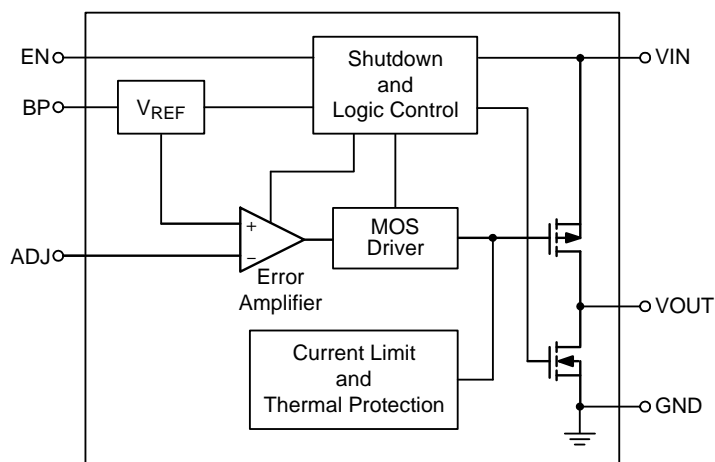 EN
BP
ADJ
V_REF
Shutdown
and
Logic Control
+
−
Error
Amplifier
MOS
Driver
Current Limit
and
Thermal Protection
VIN
VOUT
GND